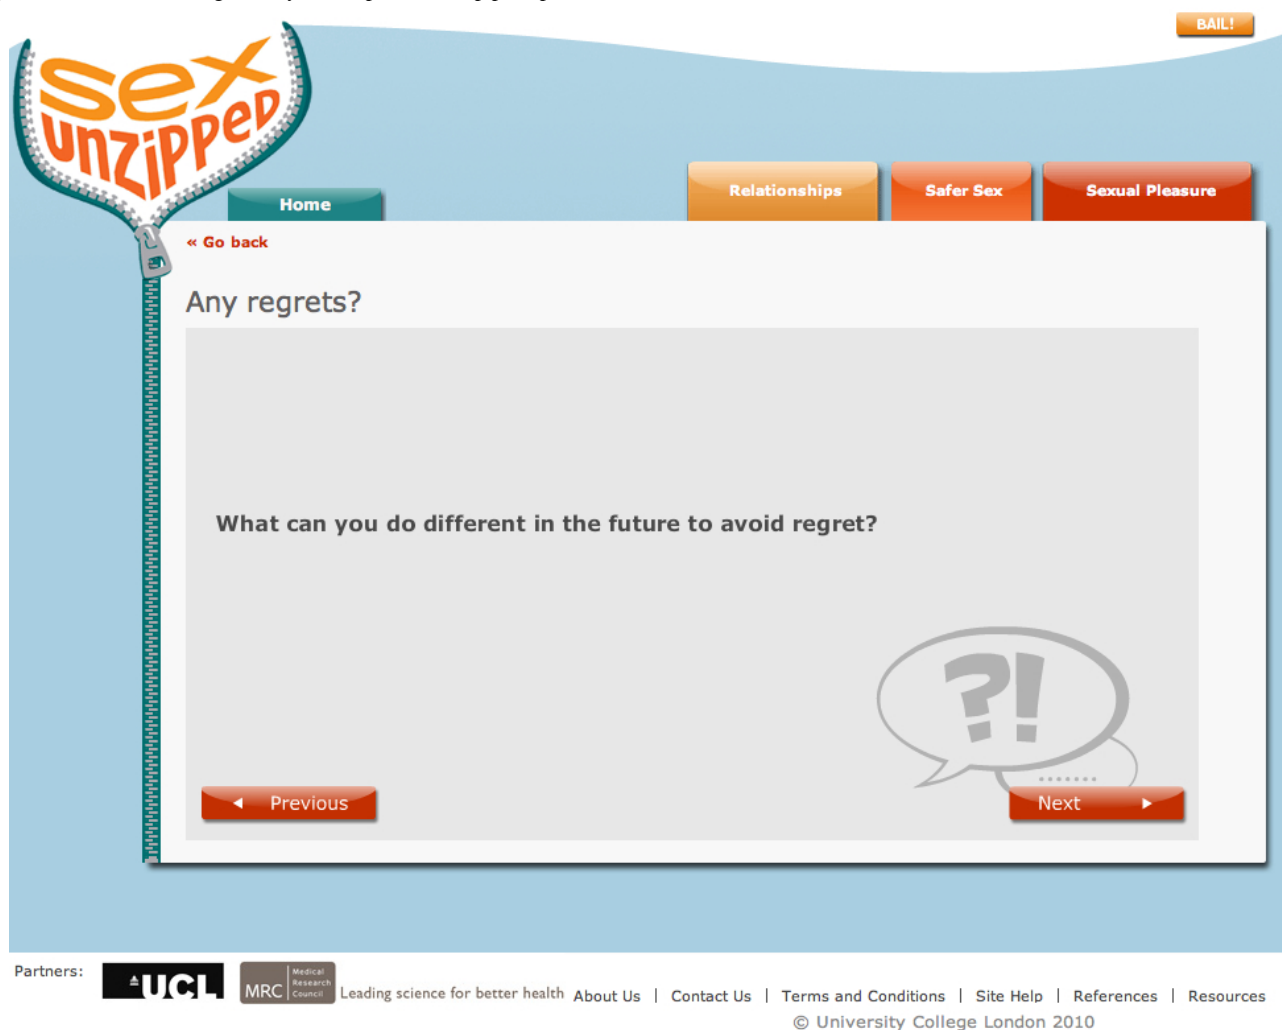 BAIL!
sex
unzipped
Home
Relationships
Safer Sex
Sexual Pleasure
« Go back
Any regrets?
What can you do different in the future to avoid regret?
?!
Previous
Next
Partners:
UCL
MRC
Medical
Research
Council
Leading science for better health
About Us | Contact Us | Terms and Conditions | Site Help | References | Resources
© University College London 2010